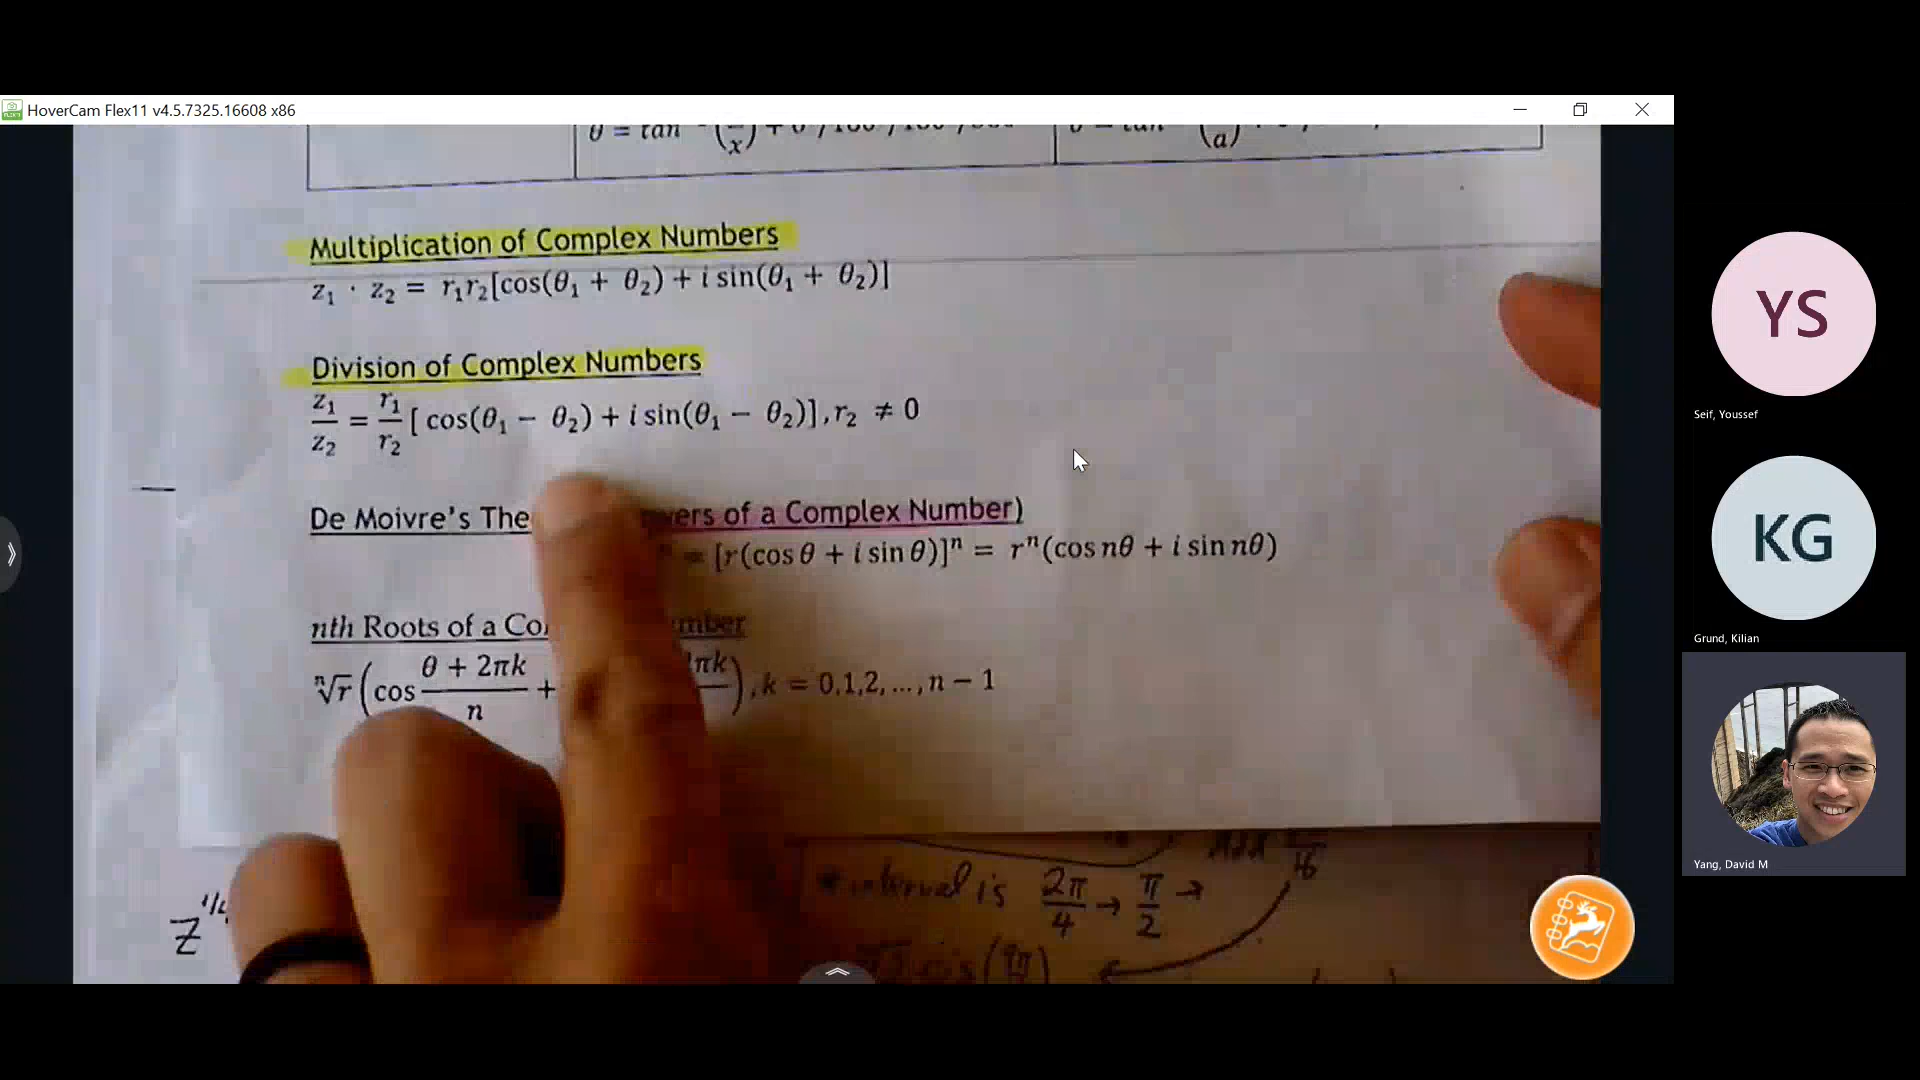 HoverCam Flex11 v4.5.7325.16608 x86
Multiplication of Complex Numbers
z₁ · z₂ = r₁r₂[cos(θ₁ + θ₂) + i sin(θ₁ + θ₂)]
Division of Complex Numbers
z₁/z₂ = r₁/r₂ [ cos(θ₁ − θ₂) + i sin(θ₁ − θ₂)], r₂ ≠ 0
De Moivre's of a Complex Number)
= [r(cos θ + i sin θ)]ⁿ = rⁿ(cos nθ + i sin nθ)
nth Roots of a
ⁿ√r (cos (θ + 2πk)/n + πk ), k = 0,1,2, …, n − 1
interval is 2π/4 → π/2 →
z
YS
Seif, Youssef
KG
Grund, Kilian
Yang, David M